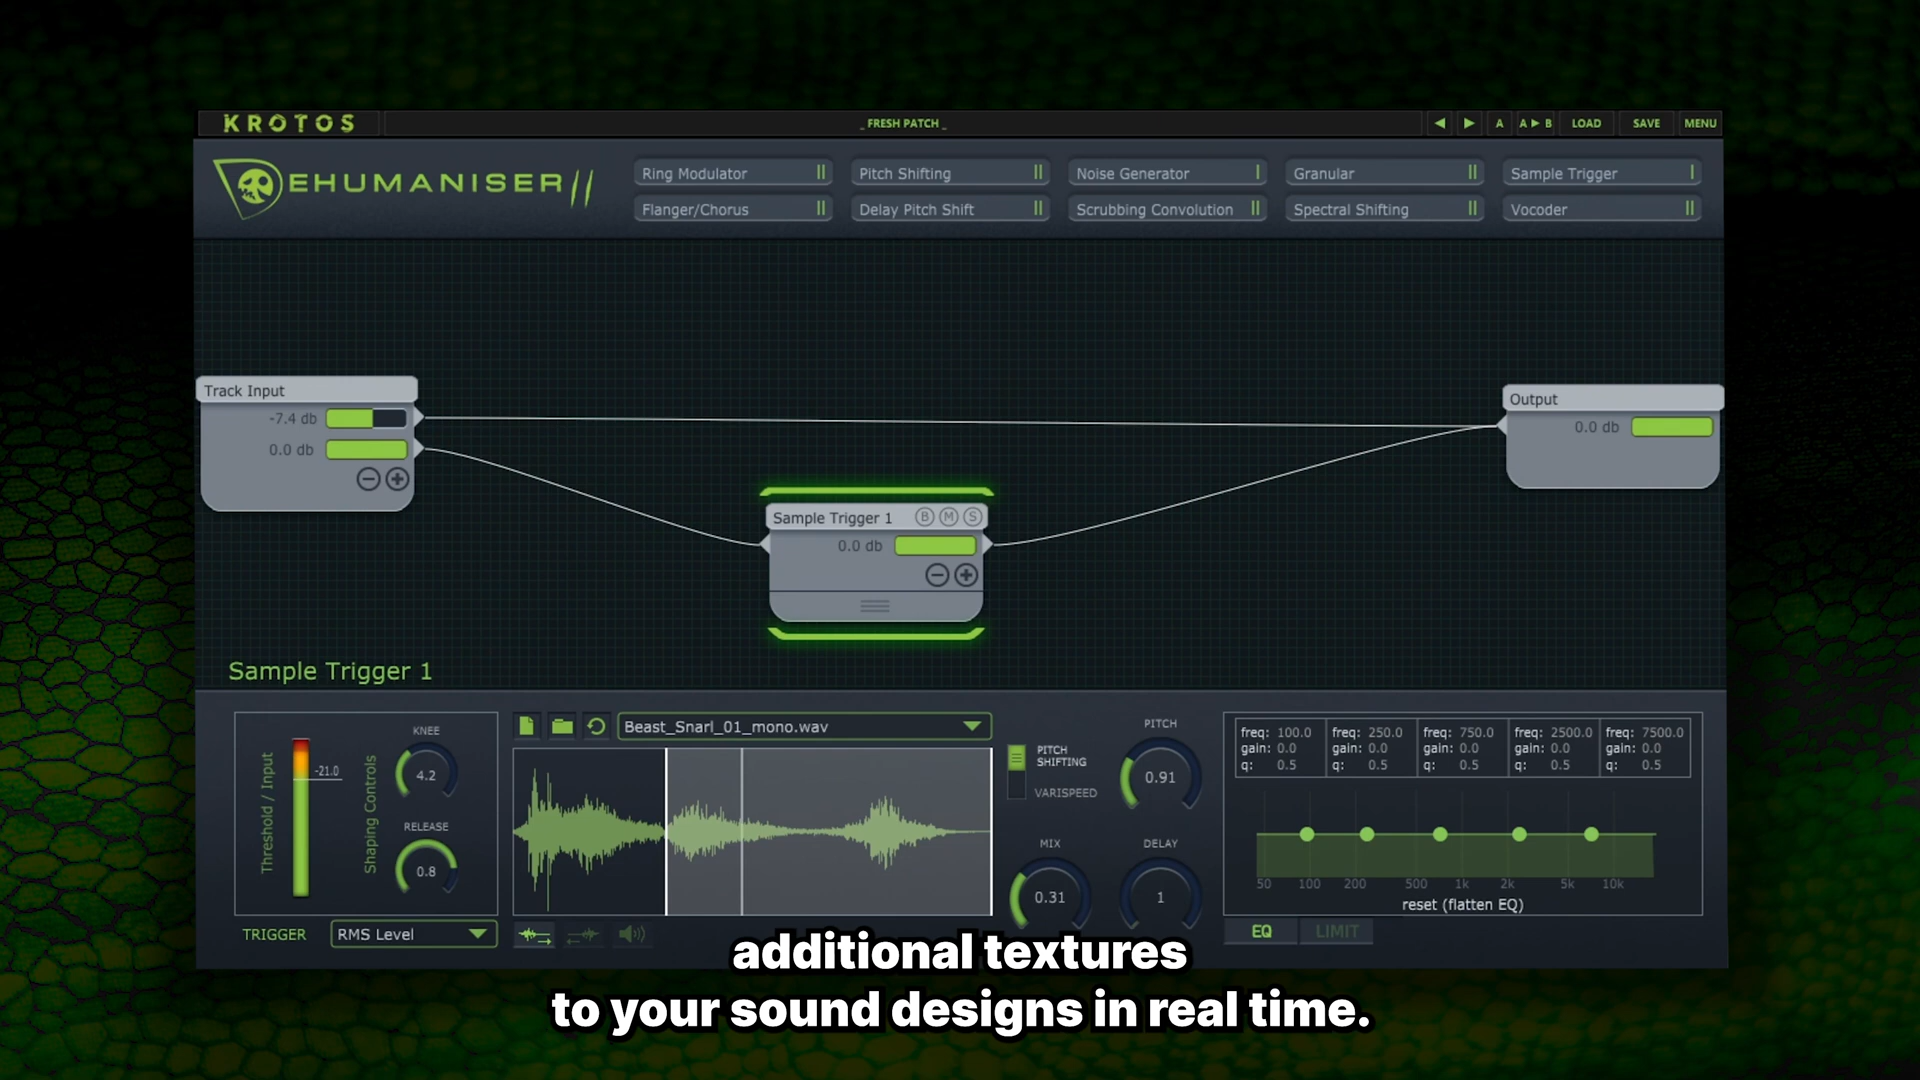 KROTOS
_ FRESH PATCH _
A
A ▶ B
LOAD
SAVE
MENU
DEHUMANISER II
Ring Modulator
Pitch Shifting
Noise Generator
Granular
Sample Trigger
Flanger/Chorus
Delay Pitch Shift
Scrubbing Convolution
Spectral Shifting
Vocoder
Track Input
-7.4 db
0.0 db
Output
0.0 db
Sample Trigger 1
B M S
0.0 db
Sample Trigger 1
Threshold / Input
-21.0
Shaping Controls
KNEE
4.2
RELEASE
0.8
TRIGGER
RMS Level
Beast_Snarl_01_mono.wav
PITCH SHIFTING
VARISPEED
PITCH
0.91
MIX
0.31
DELAY
1
freq: 100.0
gain: 0.0
q: 0.5
freq: 250.0
gain: 0.0
q: 0.5
freq: 750.0
gain: 0.0
q: 0.5
freq: 2500.0
gain: 0.0
q: 0.5
freq: 7500.0
gain: 0.0
q: 0.5
50 100 200 500 1k 2k 5k 10k
reset (flatten EQ)
EQ
LIMIT
additional textures
to your sound designs in real time.